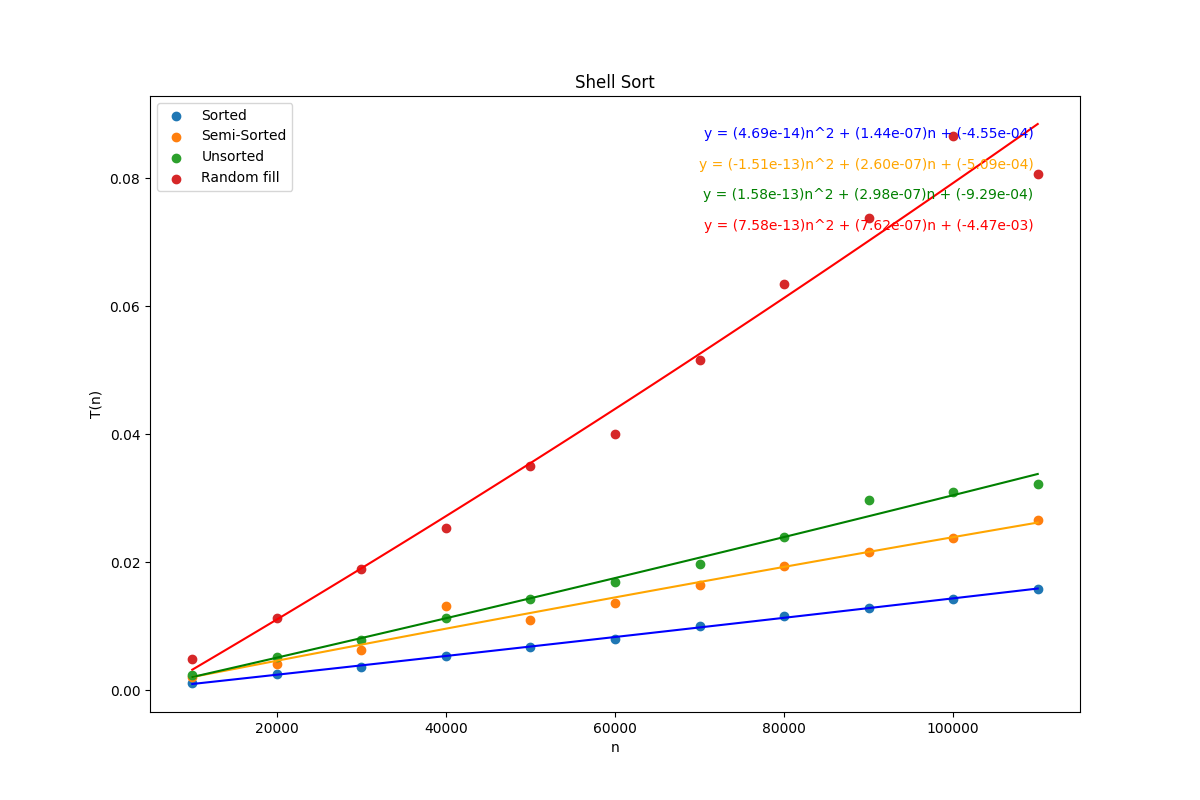 Shell Sort
Sorted
Semi-Sorted
Unsorted
Random fill
y = (4.69e-14)n^2 + (1.44e-07)n + (-4.55e-04)
y = (-1.51e-13)n^2 + (2.60e-07)n + (-5.09e-04)
y = (1.58e-13)n^2 + (2.98e-07)n + (-9.29e-04)
y = (7.58e-13)n^2 + (7.62e-07)n + (-4.47e-03)
T(n)
0.08
0.06
0.04
0.02
0.00
20000
40000
60000
80000
100000
n